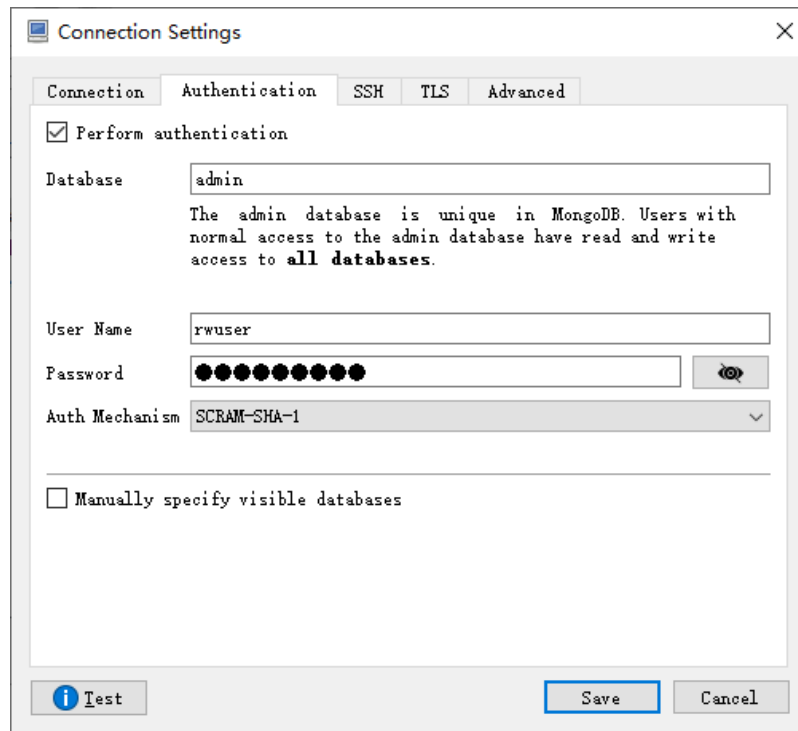 Connection Settings
Connection Authentication SSH TLS Advanced
Perform authentication
Database admin
The admin database is unique in MongoDB. Users with
normal access to the admin database have read and write
access to all databases.
User Name rwuser
Password ●●●●●●●●●
Auth Mechanism SCRAM-SHA-1
Manually specify visible databases
Test Save Cancel